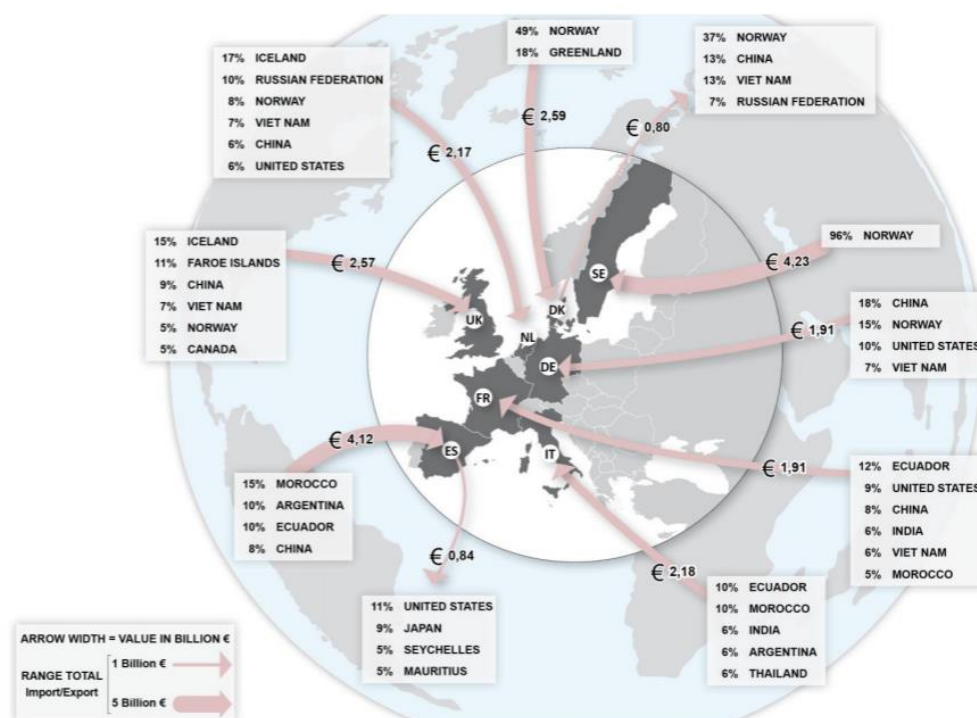 49% NORWAY
18% GREENLAND
37% NORWAY
13% CHINA
13% VIET NAM
7% RUSSIAN FEDERATION
17% ICELAND
10% RUSSIAN FEDERATION
8% NORWAY
7% VIET NAM
6% CHINA
6% UNITED STATES
€ 2,59
€ 0,80
€ 2,17
15% ICELAND
11% FAROE ISLANDS
9% CHINA
7% VIET NAM
5% NORWAY
5% CANADA
€ 2,57
96% NORWAY
€ 4,23
SE
DK
UK
NL
DE
FR
ES
IT
18% CHINA
15% NORWAY
10% UNITED STATES
7% VIET NAM
€ 1,91
€ 4,12
15% MOROCCO
10% ARGENTINA
10% ECUADOR
8% CHINA
€ 1,91
12% ECUADOR
9% UNITED STATES
8% CHINA
6% INDIA
6% VIET NAM
5% MOROCCO
€ 0,84
11% UNITED STATES
9% JAPAN
5% SEYCHELLES
5% MAURITIUS
€ 2,18
10% ECUADOR
10% MOROCCO
6% INDIA
6% ARGENTINA
6% THAILAND
ARROW WIDTH = VALUE IN BILLION €
RANGE TOTAL
Import/Export
1 Billion €
5 Billion €